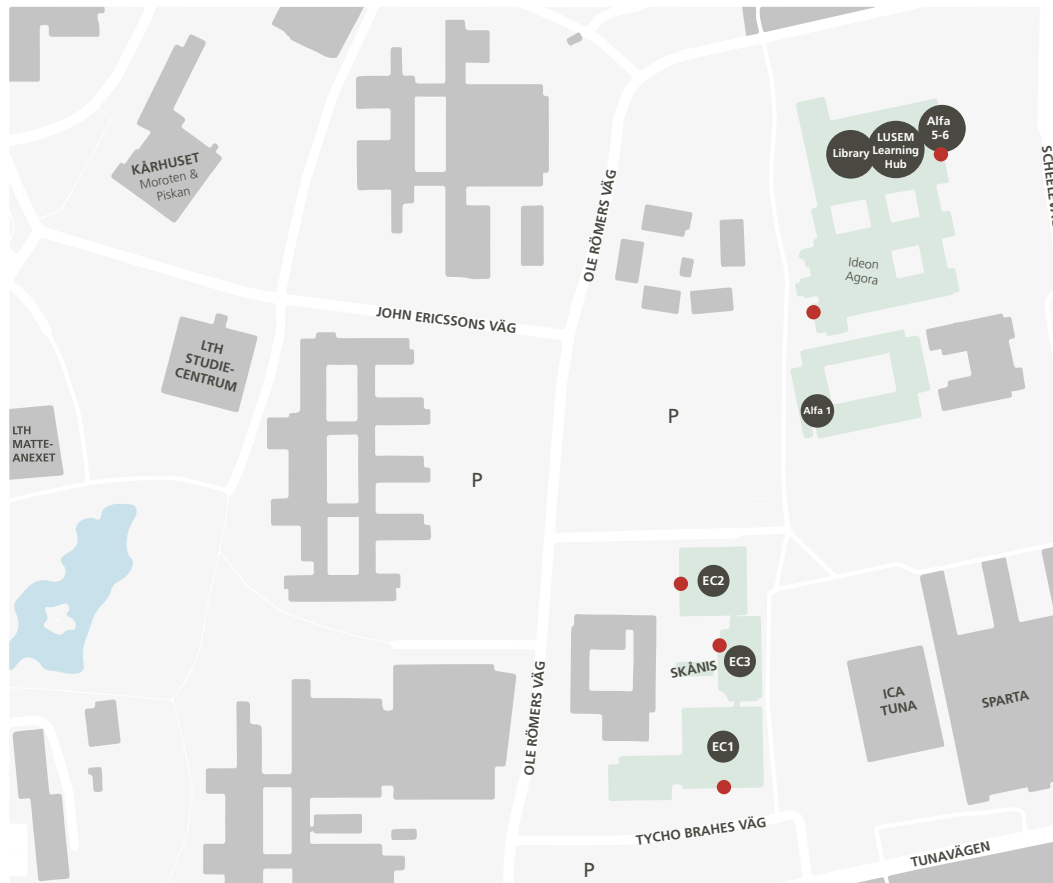 Alfa
5-6
LUSEM
Learning
Hub
Library
KÅRHUSET
Moroten &
Piskan
OLE RÖMERS VÄG
Ideon
Agora
JOHN ERICSSONS VÄG
LTH
STUDIE-
CENTRUM
Alfa 1
P
LTH
MATTE-
ANEXET
P
EC2
EC3
SKÅNIS
OLE RÖMERS VÄG
ICA
TUNA
SPARTA
EC1
TYCHO BRAHES VÄG
TUNAVÄGEN
P